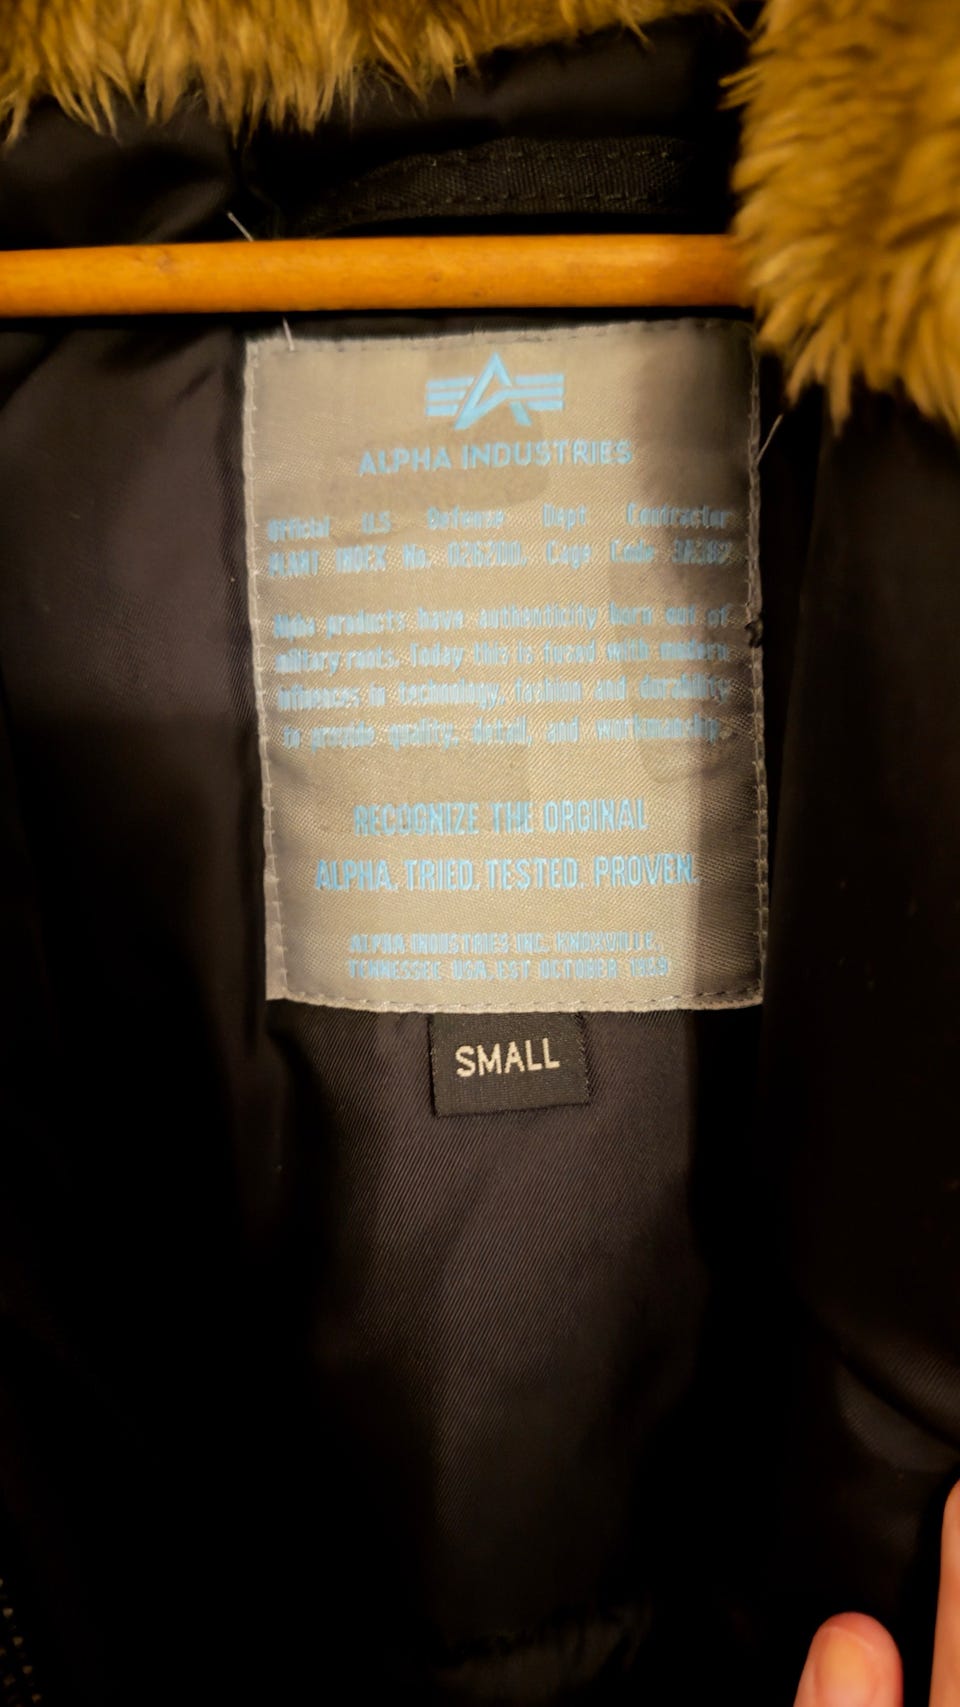 ALPHA INDUSTRIES
Official U.S Defense Dept Contractor
PLANT INDEX No. 026200. Cage Code
Alpha products have authenticity born out of
military roots. Today this is fused with modern
influences in technology, fashion and durability
to provide quality, detail, and workmanship.
RECOGNIZE THE ORGINAL
ALPHA. TRIED. TESTED. PROVEN.
ALPHA INDUSTRIES INC. KNOXVILLE,
TENNESSEE USA. EST OCTOBER 1959
SMALL